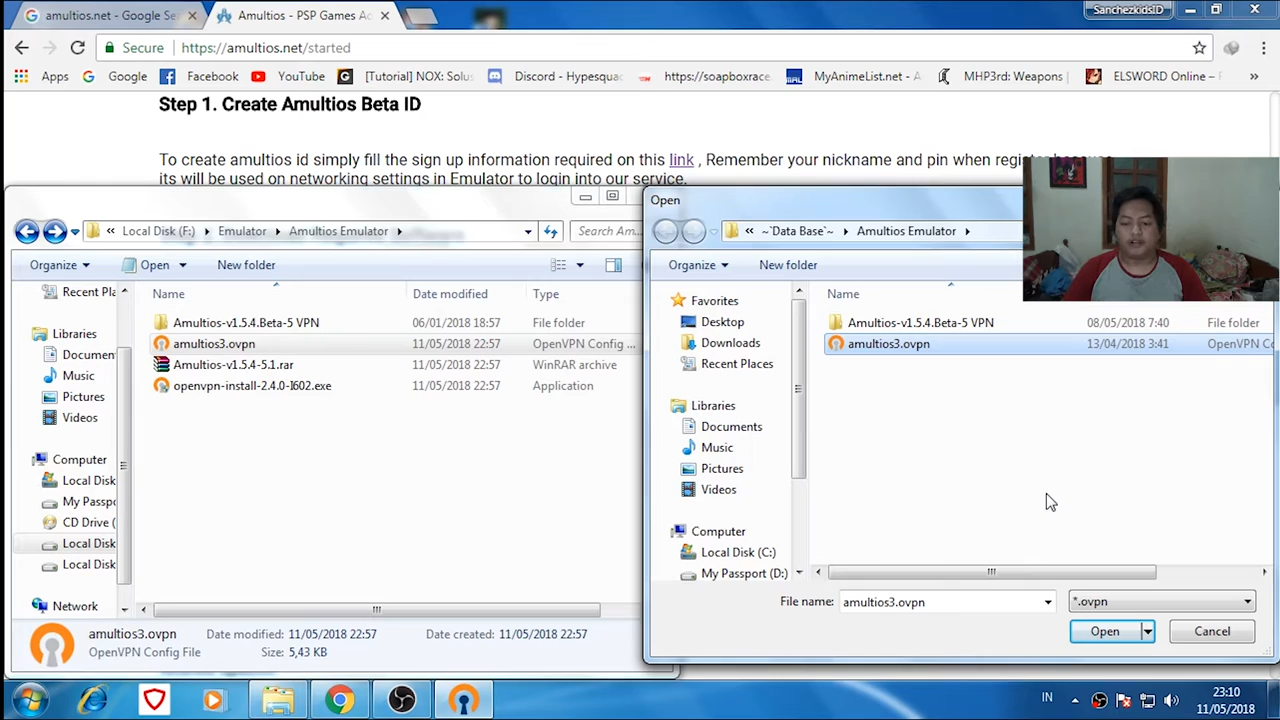 amultios.net - Google Se
Amultios - PSP Games Ad
SanchezkidsID
Secure
https://amultios.net/started
Apps
Google
Facebook
YouTube
[Tutorial] NOX: Solus
Discord - Hypesquad
https://soapboxrace
MyAnimeList.net - A
MHP3rd: Weapons
ELSWORD Online –
»
Step 1. Create Amultios Beta ID
To create amultios id simply fill the sign up information required on this link , Remember your nickname and pin when
its will be used on networking settings in Emulator to login into our service.
Open
« Local Disk (F:) Emulator Amultios Emulator
Search Am...
« ~`Data Base`~ Amultios Emulator
Organize
Open
New folder
Organize
New folder
Name
Date modified
Type
Name
Recent Pla
Libraries
Documen
Music
Pictures
Videos
Computer
Local Disk
My Passpo
CD Drive (
Local Disk
Local Disk
Network
Amultios-v1.5.4.Beta-5 VPN 06/01/2018 18:57 File folder
amultios3.ovpn 11/05/2018 22:57 OpenVPN Config ...
Amultios-v1.5.4-5.1.rar 11/05/2018 22:57 WinRAR archive
openvpn-install-2.4.0-I602.exe 11/05/2018 22:57 Application
Favorites
Desktop
Downloads
Recent Places
Libraries
Documents
Music
Pictures
Videos
Computer
Local Disk (C:)
My Passport (D:)
Amultios-v1.5.4.Beta-5 VPN 08/05/2018 7:40 File folder
amultios3.ovpn 13/04/2018 3:41 OpenVPN Co
File name: amultios3.ovpn
*.ovpn
Open
Cancel
amultios3.ovpn Date modified: 11/05/2018 22:57 Date created: 11/05/2018 22:57
OpenVPN Config File Size: 5,43 KB
IN
23:10
11/05/2018